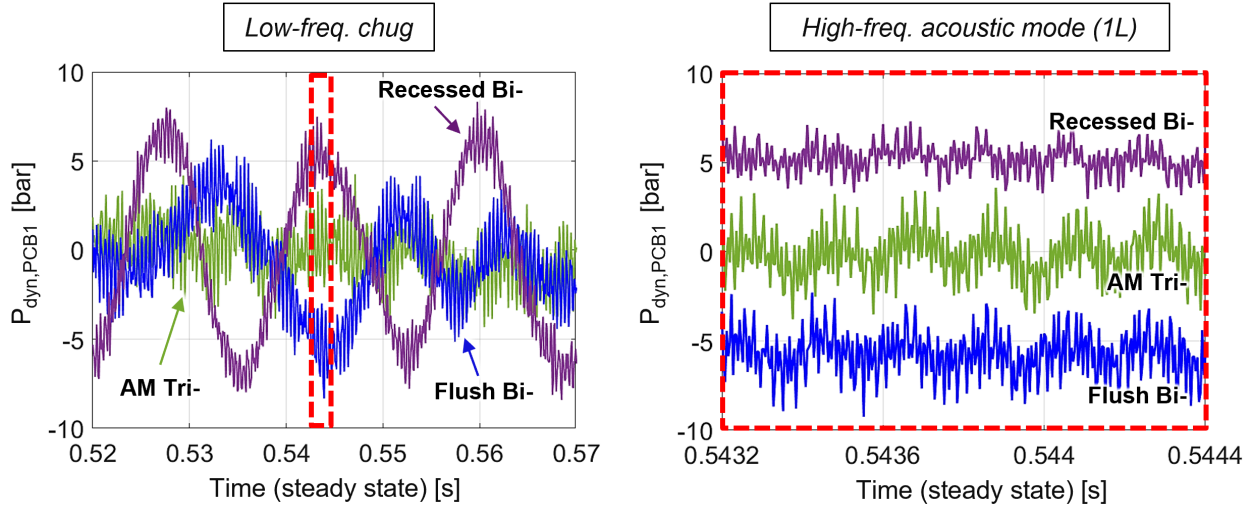 Low-freq. chug
High-freq. acoustic mode (1L)
10
5
0
-5
-10
P_dyn,PCB1 [bar]
Recessed Bi-
AM Tri-
Flush Bi-
0.52
0.53
0.54
0.55
0.56
0.57
Time (steady state) [s]
10
5
0
-5
-10
P_dyn,PCB1 [bar]
Recessed Bi-
AM Tri-
Flush Bi-
0.5432
0.5436
0.544
0.5444
Time (steady state) [s]